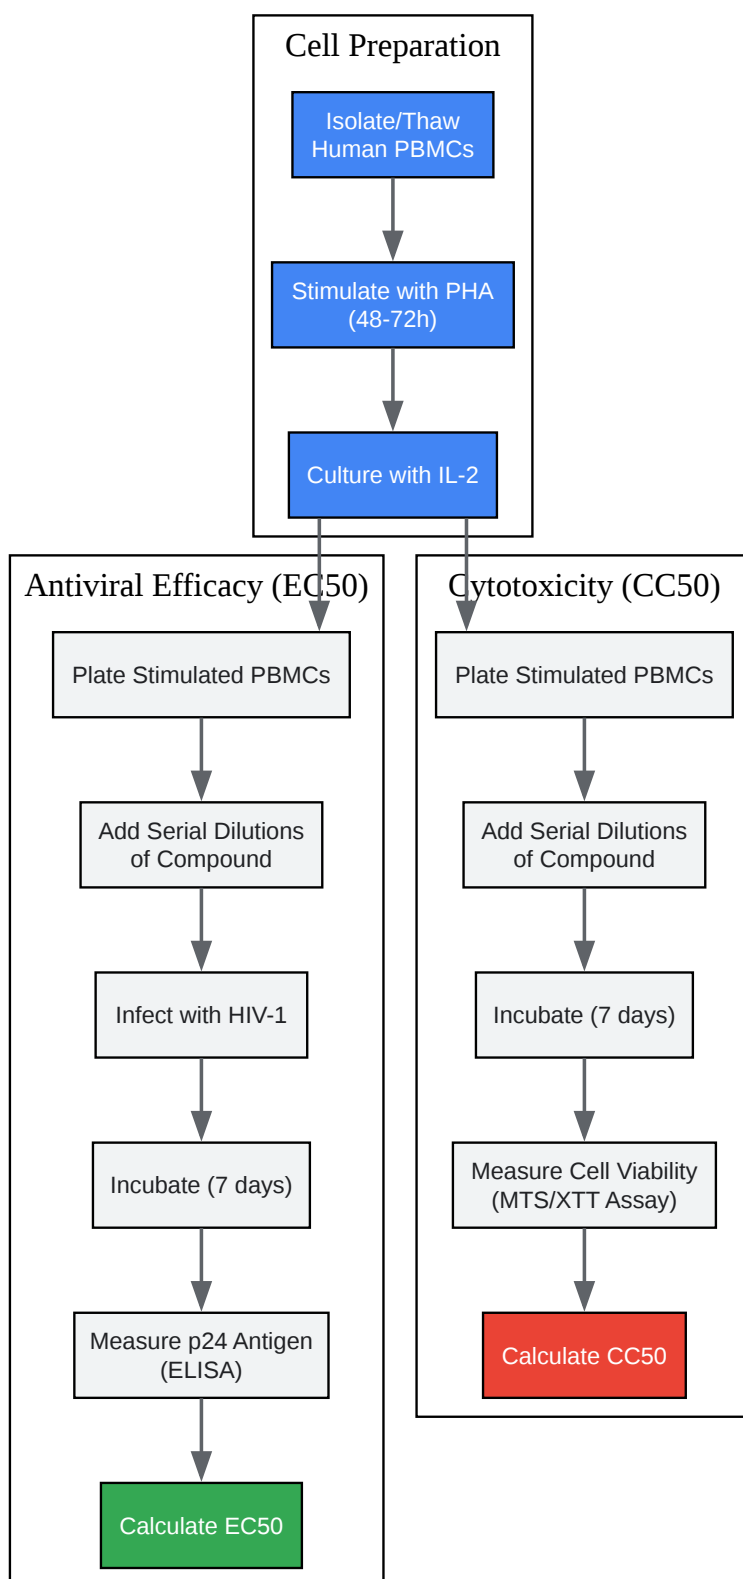 Cell Preparation
Isolate/Thaw
Human PBMCs
Stimulate with PHA
(48-72h)
Culture with IL-2
Antiviral Efficacy (EC50)
Plate Stimulated PBMCs
Add Serial Dilutions
of Compound
Infect with HIV-1
Incubate (7 days)
Measure p24 Antigen
(ELISA)
Calculate EC50
Cytotoxicity (CC50)
Plate Stimulated PBMCs
Add Serial Dilutions
of Compound
Incubate (7 days)
Measure Cell Viability
(MTS/XTT Assay)
Calculate CC50